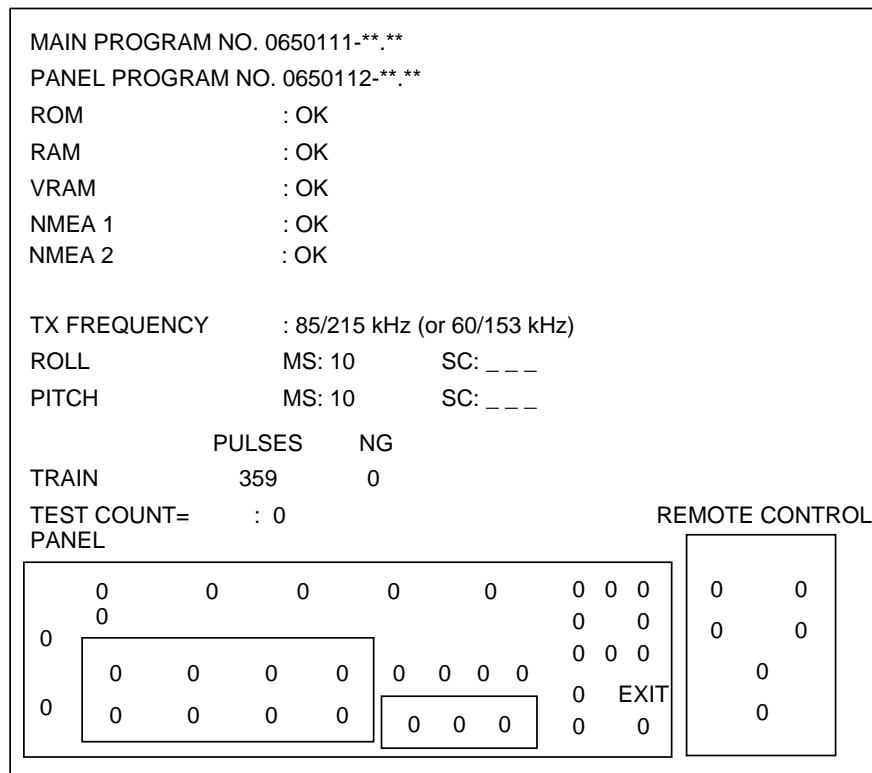 MAIN PROGRAM NO. 0650111-**.**
PANEL PROGRAM NO. 0650112-**.**
ROM : OK
RAM : OK
VRAM : OK
NMEA 1 : OK
NMEA 2 : OK
TX FREQUENCY : 85/215 kHz (or 60/153 kHz)
ROLL MS: 10 SC: _ _ _
PITCH MS: 10 SC: _ _ _
PULSES NG
TRAIN 359 0
TEST COUNT= : 0 REMOTE CONTROL
PANEL
0 0 0 0 0 0 0 0 0 0
0 0 0 0 0
0
0 0 0
0 0 0 0 0 0 0 0 0
0 EXIT
0 0 0 0 0 0 0 0 0 0 0